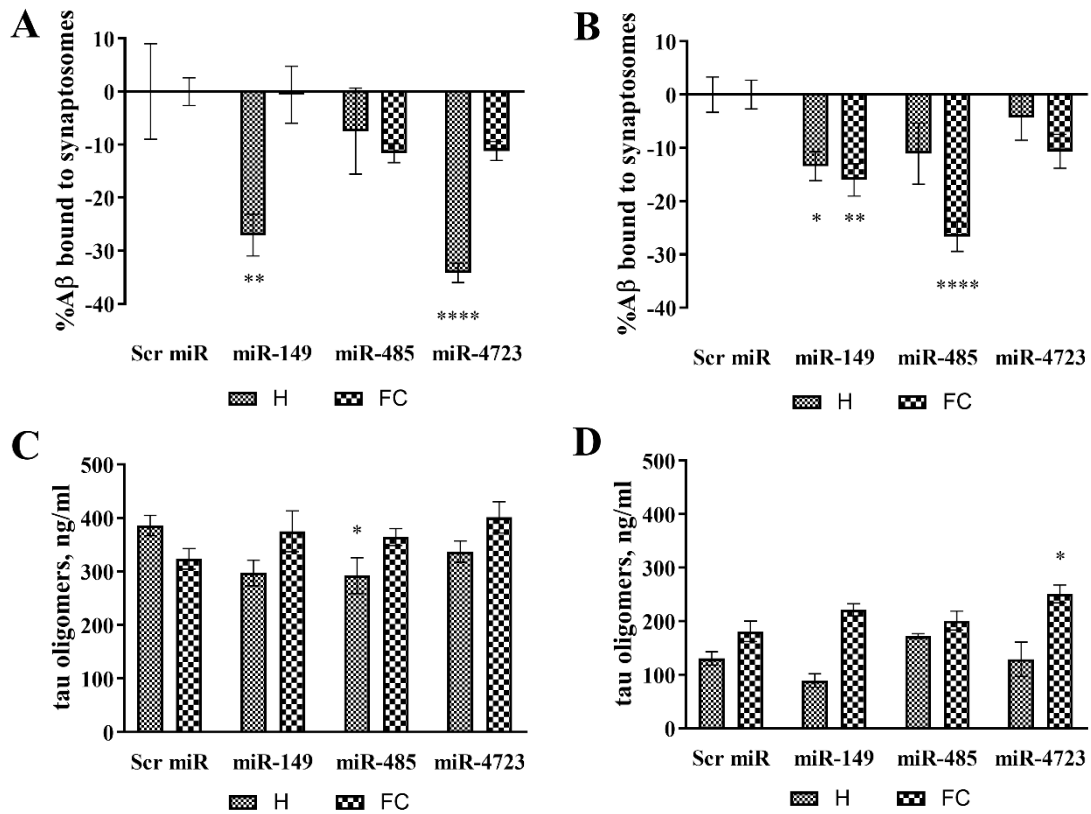 A
%Aβ bound to synaptosomes
10
0
-10
-20
-30
-40
**
****
Scr miR miR-149 miR-485 miR-4723
H FC
B
%Aβ bound to synaptosomes
10
0
-10
-20
-30
-40
* **
****
Scr miR miR-149 miR-485 miR-4723
H FC
C
tau oligomers, ng/ml
500
400
300
200
100
0
*
Scr miR miR-149 miR-485 miR-4723
H FC
D
tau oligomers, ng/ml
500
400
300
200
100
0
*
Scr miR miR-149 miR-485 miR-4723
H FC